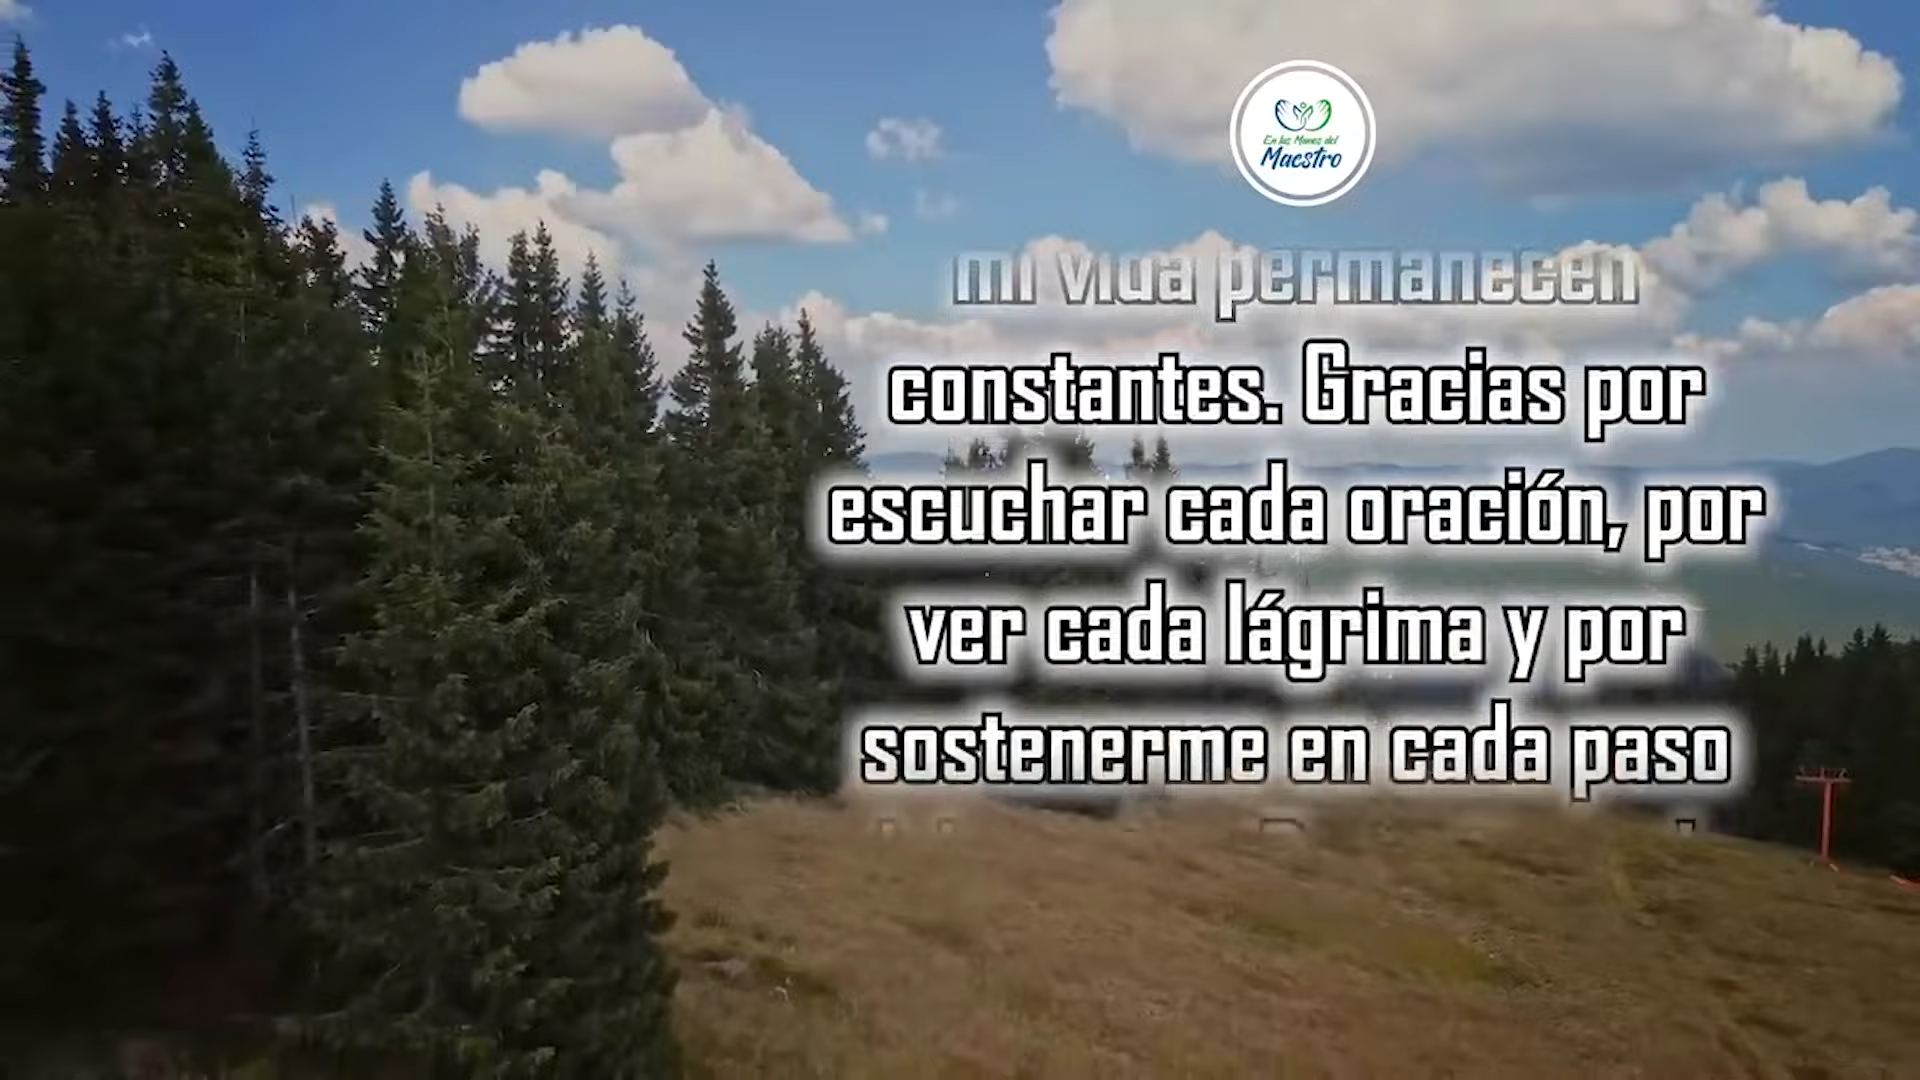 En las Manos del
Maestro
mi vida permanecen
constantes. Gracias por
escuchar cada oración, por
ver cada lágrima y por
sostenerme en cada paso